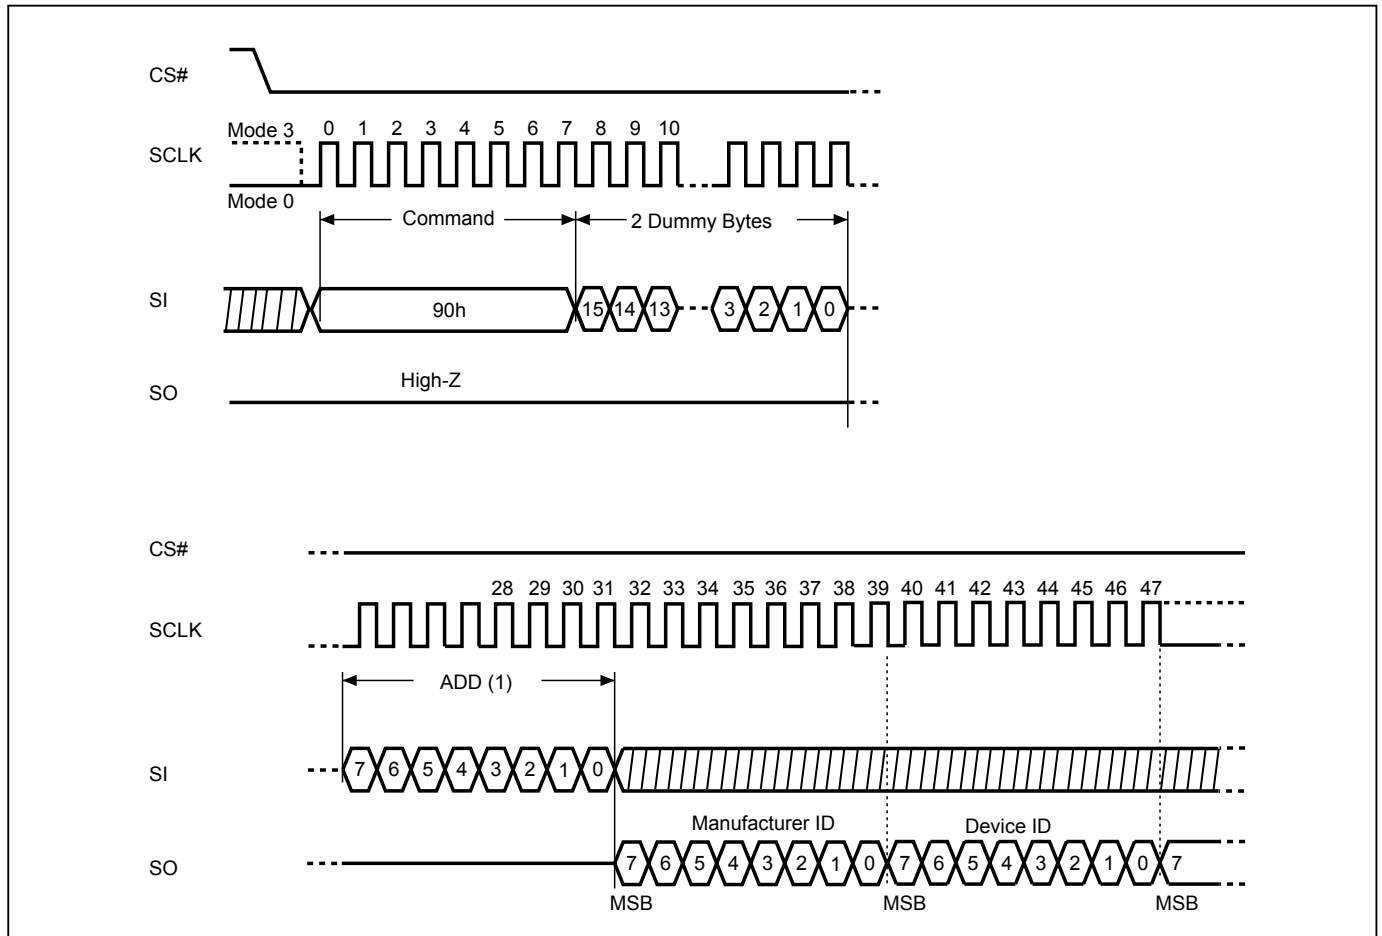 CS#
Mode 3 0 1 2 3 4 5 6 7 8 9 10
SCLK
Mode 0
Command 2 Dummy Bytes
SI 90h 15 14 13 3 2 1 0
High-Z
SO
CS#
28 29 30 31 32 33 34 35 36 37 38 39 40 41 42 43 44 45 46 47
SCLK
ADD (1)
SI 7 6 5 4 3 2 1 0
Manufacturer ID Device ID
SO 7 6 5 4 3 2 1 0 7 6 5 4 3 2 1 0 7
MSB MSB MSB